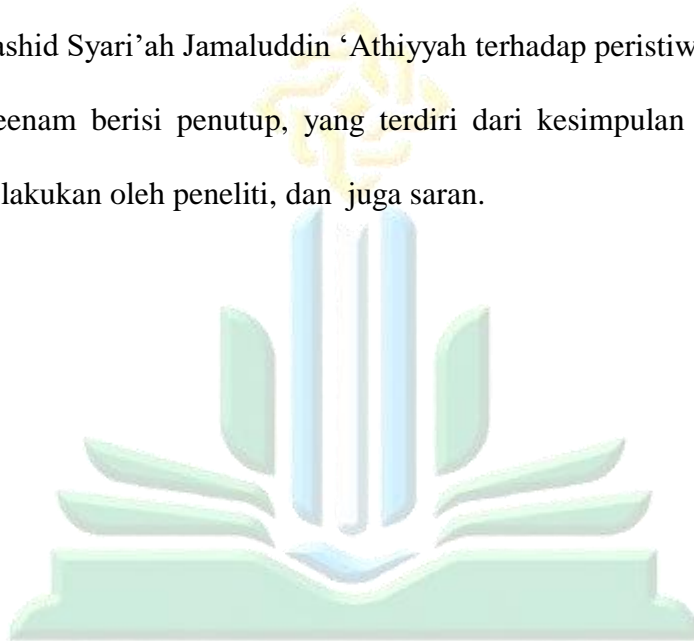 ashid Syari’ah Jamaluddin ‘Athiyyah terhadap peristiw
eenam berisi penutup, yang terdiri dari kesimpulan
lakukan oleh peneliti, dan juga saran.